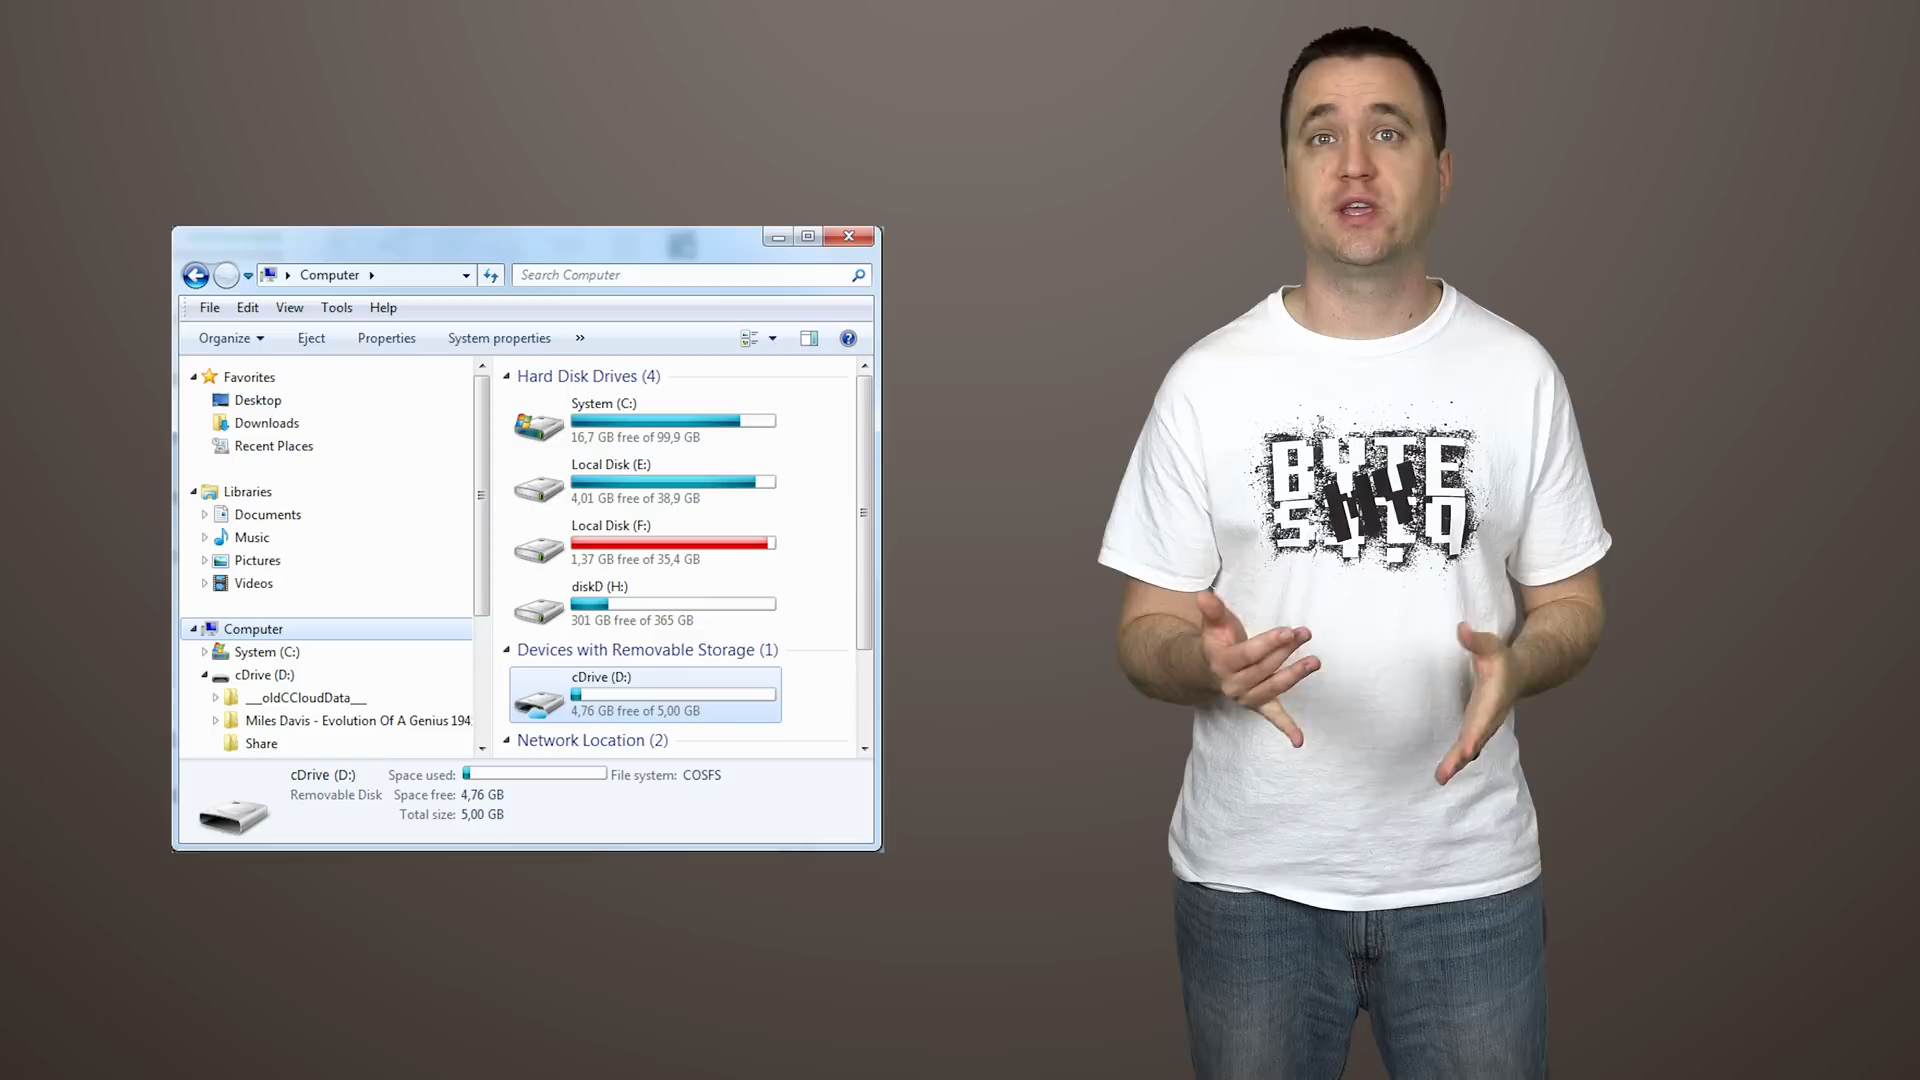 Computer
Search Computer
File Edit View Tools Help
Organize Eject Properties System properties »
Favorites
Desktop
Downloads
Recent Places
Libraries
Documents
Music
Pictures
Videos
Computer
System (C:)
cDrive (D:)
__oldCCloudData__
Miles Davis - Evolution Of A Genius 194
Share
Hard Disk Drives (4)
System (C:)
16,7 GB free of 99,9 GB
Local Disk (E:)
4,01 GB free of 38,9 GB
Local Disk (F:)
1,37 GB free of 35,4 GB
diskD (H:)
301 GB free of 365 GB
Devices with Removable Storage (1)
cDrive (D:)
4,76 GB free of 5,00 GB
Network Location (2)
cDrive (D:) Space used: File system: COSFS
Removable Disk Space free: 4,76 GB
Total size: 5,00 GB
BYTE
MY